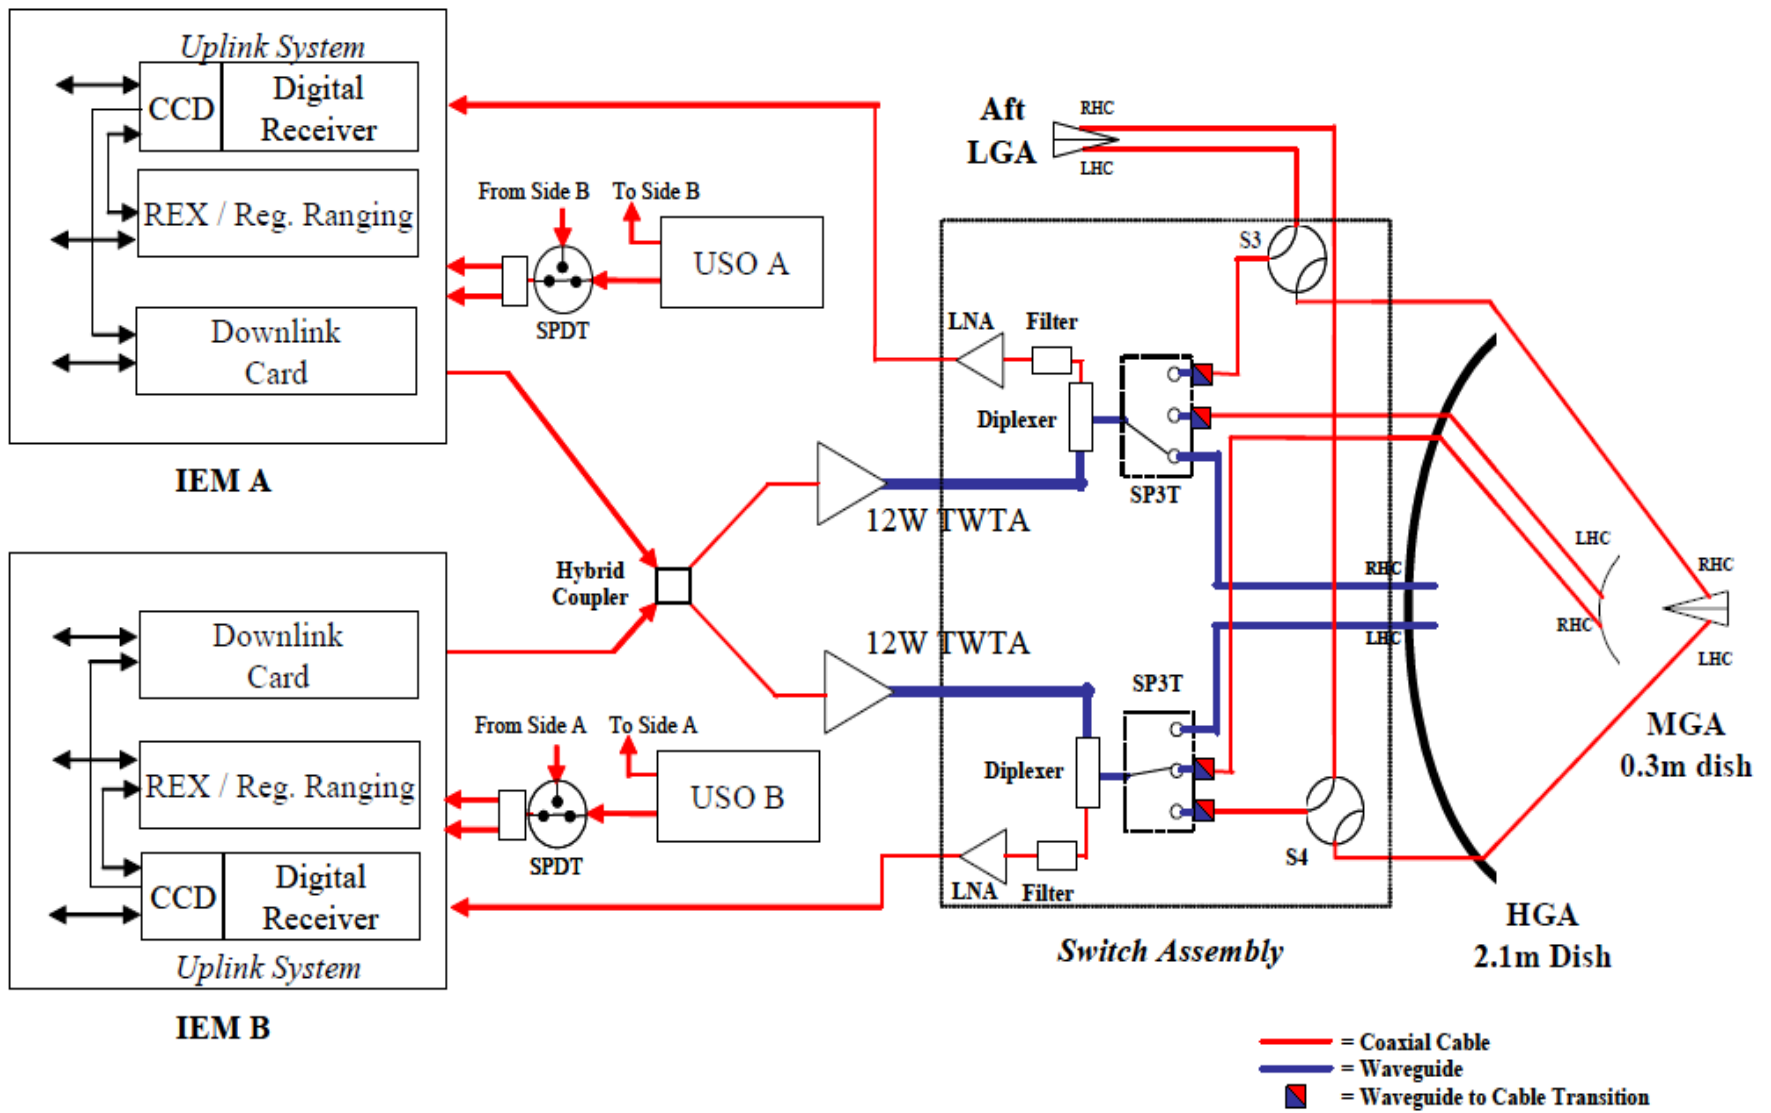 Uplink System
CCD
Digital
Receiver
REX / Reg. Ranging
Downlink
Card
IEM A
From Side B
To Side B
USO A
SPDT
Aft
LGA
RHC
LHC
S3
LNA
Filter
Diplexer
SP3T
12W TWTA
Hybrid
Coupler
12W TWTA
RHC
LHC
SP3T
Diplexer
LNA
Filter
S4
Switch Assembly
LHC
RHC
RHC
LHC
MGA
0.3m dish
HGA
2.1m Dish
Downlink
Card
REX / Reg. Ranging
CCD
Digital
Receiver
Uplink System
IEM B
From Side A
To Side A
USO B
SPDT
= Coaxial Cable
= Waveguide
= Waveguide to Cable Transition